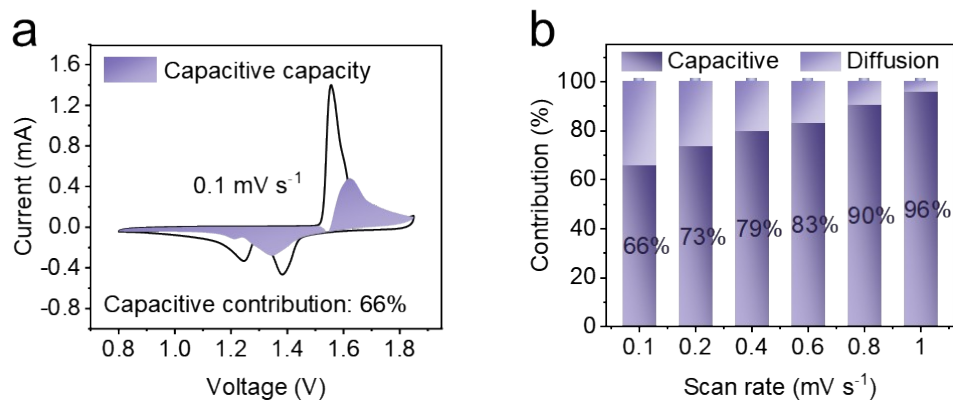 a
1.6
1.2
0.8
0.4
0.0
-0.4
-0.8
Current (mA)
Capacitive capacity
0.1 mV s⁻¹
Capacitive contribution: 66%
0.8 1.0 1.2 1.4 1.6 1.8
Voltage (V)
b
Capacitive Diffusion
100
80
60
40
20
0
Contribution (%)
66% 73% 79% 83% 90% 96%
0.1 0.2 0.4 0.6 0.8 1
Scan rate (mV s⁻¹)